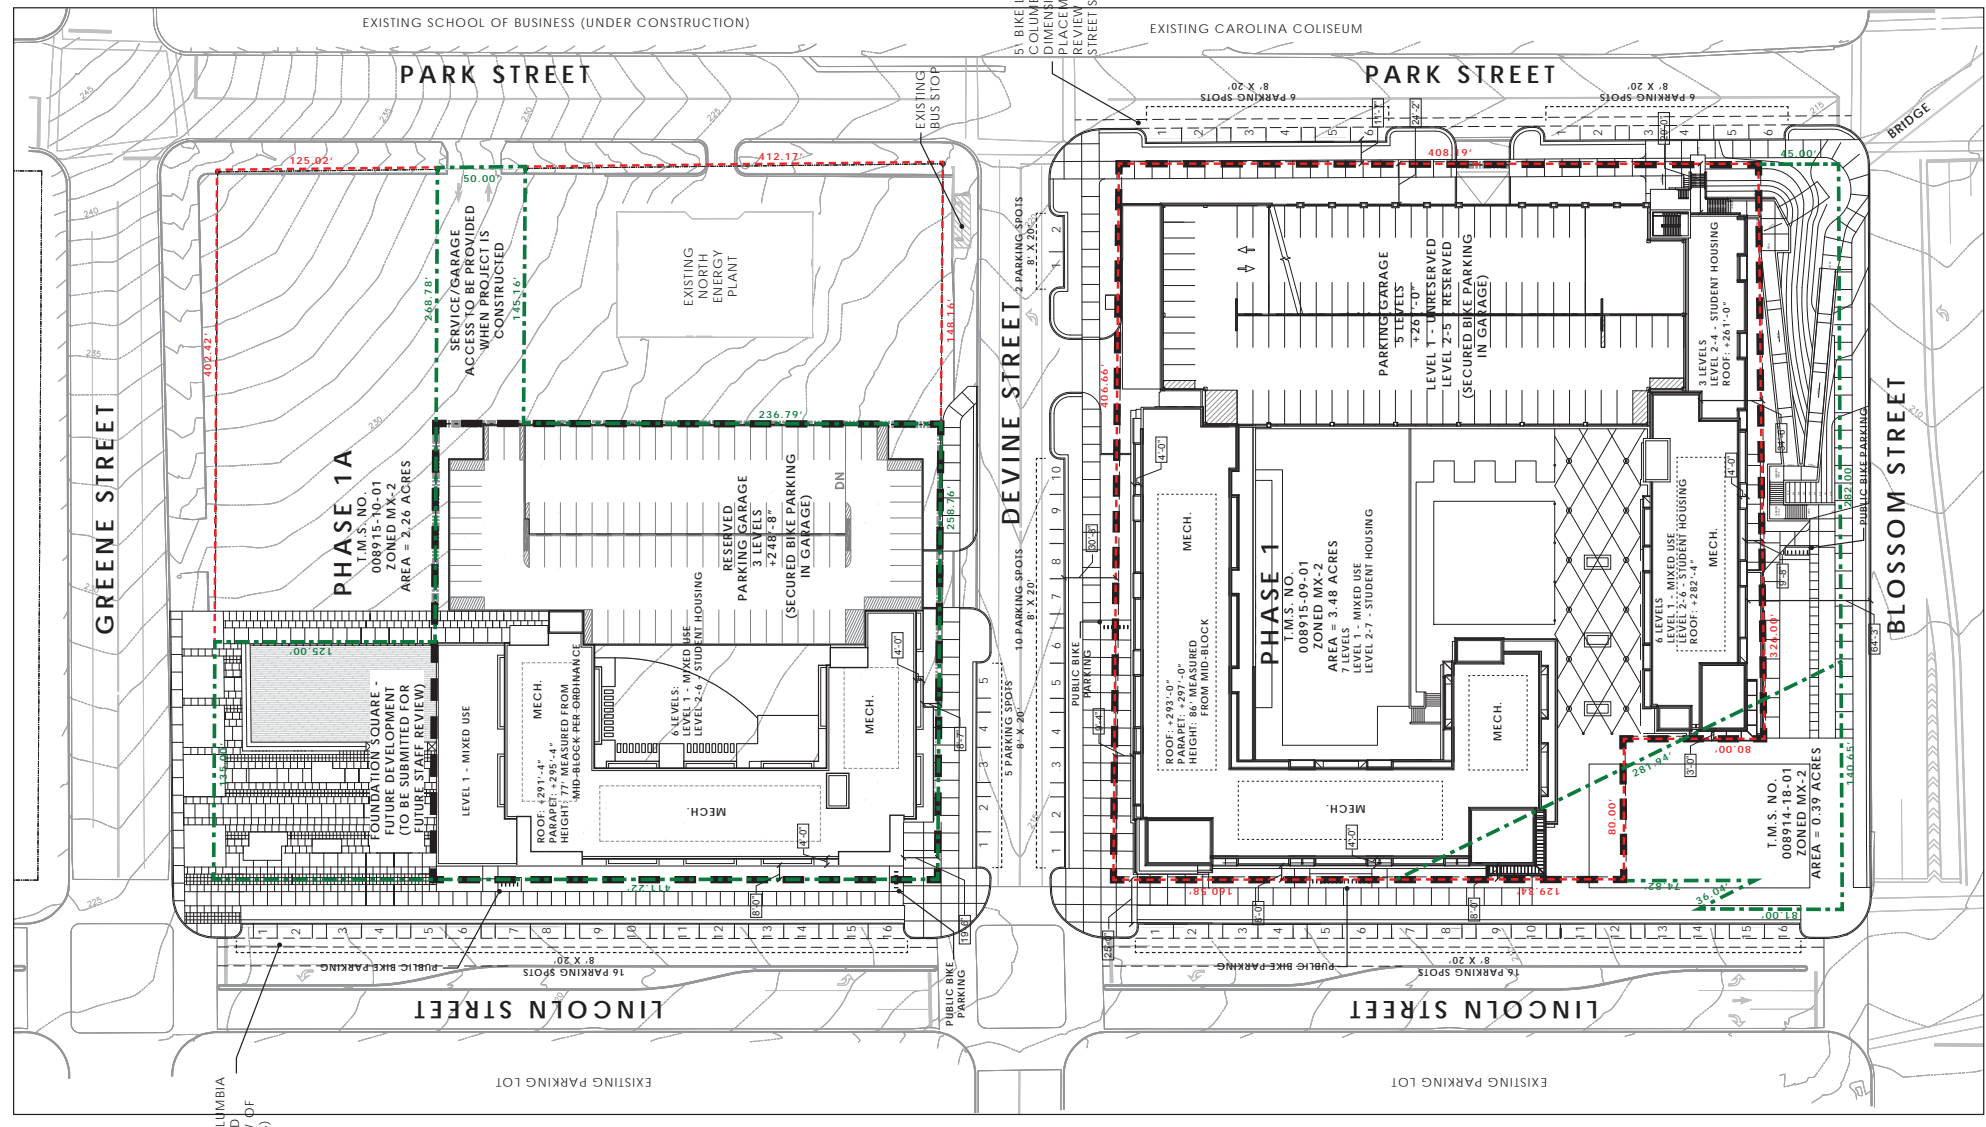 EXISTING SCHOOL OF BUSINESS (UNDER CONSTRUCTION)
EXISTING CAROLINA COLISEUM
PARK STREET
PARK STREET
EXISTING
BUS STOP
6 PARKING SPOTS
8' X 20'
6 PARKING SPOTS
8' X 20'
BRIDGE
GREENE STREET
DEVINE STREET
BLOSSOM STREET
125.02'
412.17'
50.00'
402.42'
268.78'
145.16'
148.16'
236.79'
258.76'
125.00'
411.22'
SERVICE/GARAGE
ACCESS TO BE PROVIDED
WHEN PROJECT IS
CONSTRUCTED
EXISTING
NORTH
ENERGY
PLANT
PHASE 1A
T.M.S. NO.
008915-10-01
ZONED MX-2
AREA = 2.26 ACRES
RESERVED
PARKING GARAGE
3 LEVELS
+248'-8"
(SECURED BIKE PARKING
IN GARAGE)
DN
FOUNDATION SQUARE -
FUTURE DEVELOPMENT
(TO BE SUBMITTED FOR
FUTURE STAFF REVIEW)
LEVEL 1 - MIXED USE
MECH.
ROOF: +291'-4"
PARAPET: +295'-4"
HEIGHT: 77' MEASURED FROM
MID-BLOCK PER ORDINANCE
6 LEVELS:
LEVEL 1 - MIXED USE
LEVEL 2-6 - STUDENT HOUSING
MECH.
MECH.
4'-0"
4'-0"
8'-0"
2 PARKING SPOTS
8' X 20'
10 PARKING SPOTS
8' X 20'
5 PARKING SPOTS
8' X 20'
PUBLIC BIKE
PARKING
PUBLIC BIKE PARKING
16 PARKING SPOTS
8' X 20'
PUBLIC BIKE
PARKING
LINCOLN STREET
EXISTING PARKING LOT
408.19'
45.00'
406.66'
24'-2"
PARKING GARAGE
5 LEVELS
LEVEL 1 - UNRESERVED
LEVEL 2-5 - RESERVED
(SECURED BIKE PARKING
IN GARAGE)
3 LEVELS
LEVEL 2-4 - STUDENT HOUSING
ROOF: +261'-0"
PHASE 1
T.M.S. NO.
008915-09-01
ZONED MX-2
AREA = 3.48 ACRES
7 LEVELS
LEVEL 1 - MIXED USE
LEVEL 2-7 - STUDENT HOUSING
MECH.
ROOF: +293'-0"
PARAPET: +297'-0"
HEIGHT: 86' MEASURED
FROM MID-BLOCK
MECH.
MECH.
6 LEVELS
LEVEL 1 - MIXED USE
LEVEL 2-6 - STUDENT HOUSING
ROOF: +282'-4"
MECH.
PUBLIC BIKE PARKING
326.00'
282.00'
64'-3"
80.00'
80.00'
281.94'
140.65'
T.M.S. NO.
008914-18-01
ZONED MX-2
AREA = 0.39 ACRES
160.58'
129.34'
74.82'
36.04'
81.00'
PUBLIC BIKE PARKING
16 PARKING SPOTS
8' X 20'
LINCOLN STREET
EXISTING PARKING LOT